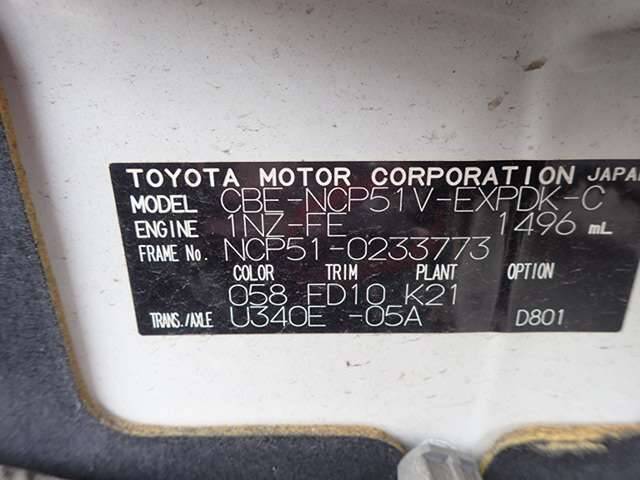 TOYOTA MOTOR CORPORATION JAPAN
MODEL CBE-NCP51V-EXPDK-C
ENGINE 1NZ-FE 1496 mL
FRAME No. NCP51-0233773
COLOR TRIM PLANT OPTION
058 FD10 K21
TRANS./AXLE U340E -05A D801